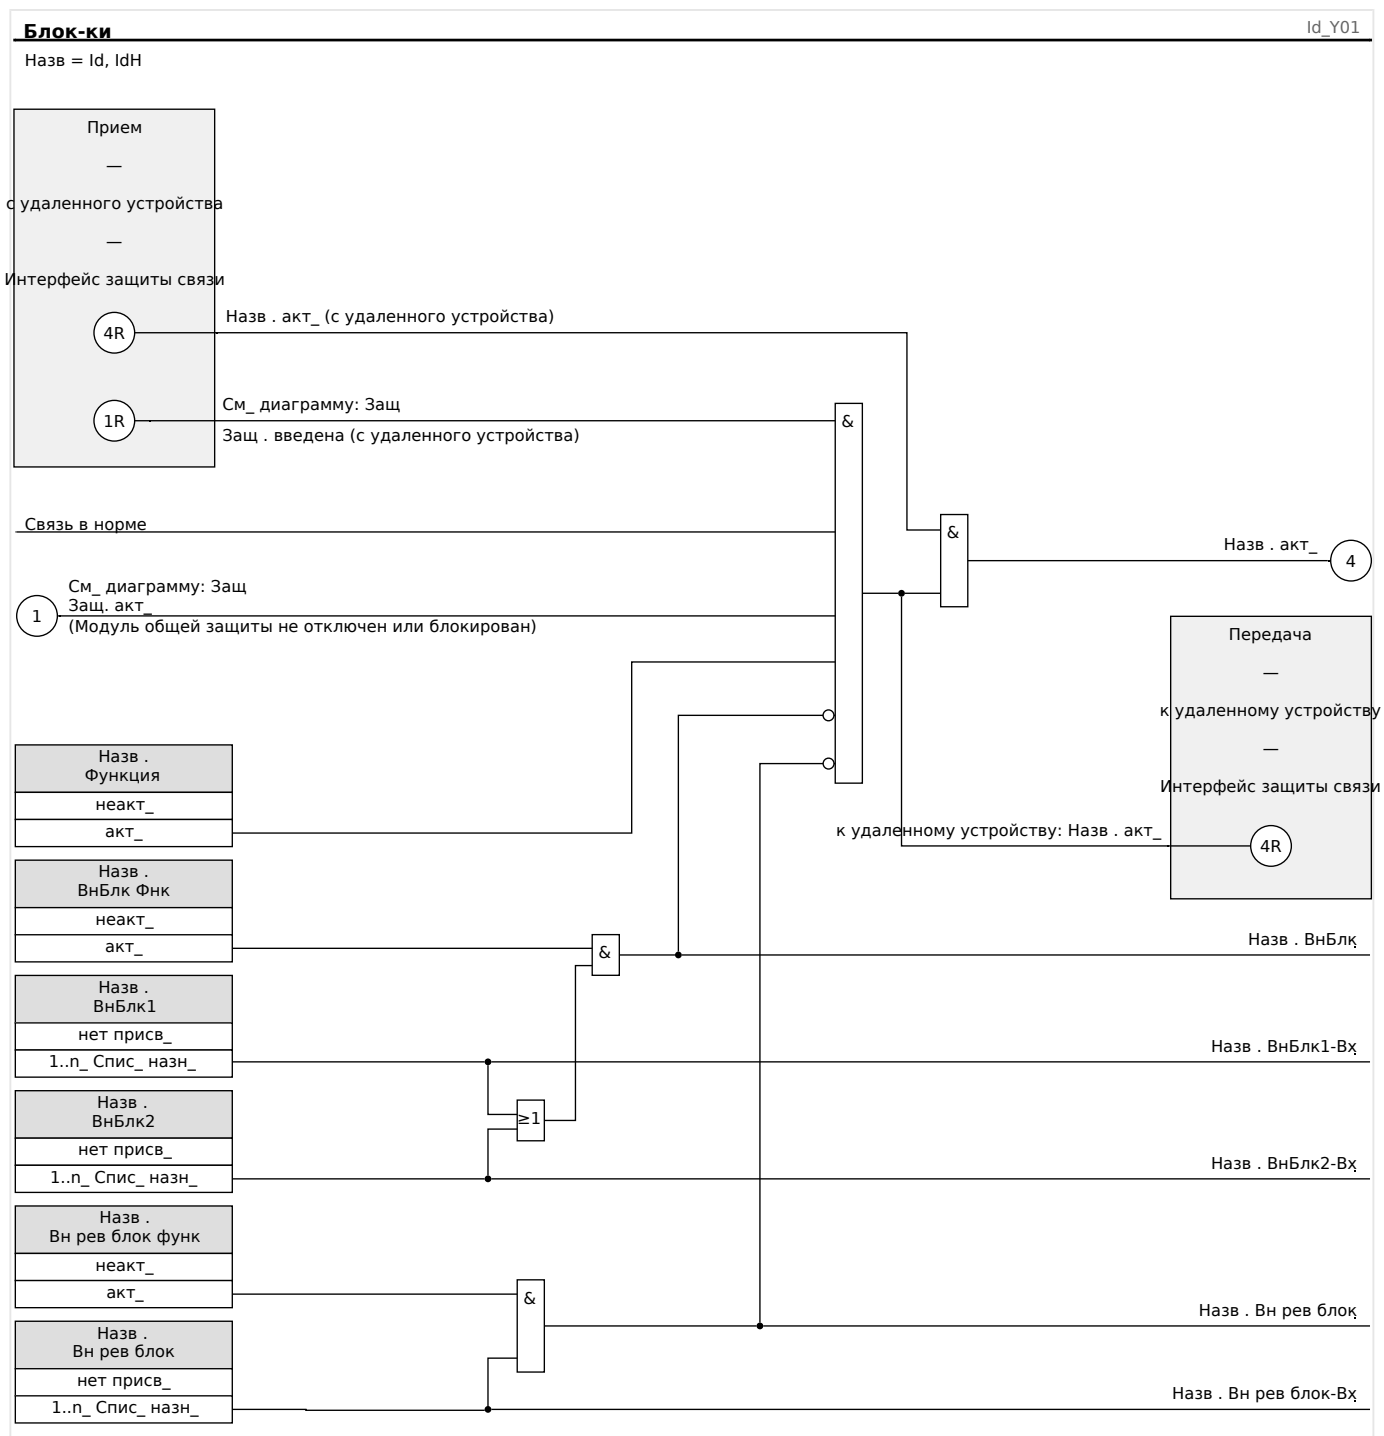 Блок-ки
Id_Y01
Назв = Id, IdH
Прием
—
с удаленного устройства
—
Интерфейс защиты связи
4R
Назв . акт_ (с удаленного устройства)
1R
См_ диаграмму: Защ
Защ . введена (с удаленного устройства)
&
Связь в норме
&
Назв . акт_
4
1
См_ диаграмму: Защ
Защ. акт_
(Модуль общей защиты не отключен или блокирован)
Передача
—
к удаленному устройству
—
Интерфейс защиты связи
к удаленному устройству: Назв . акт_
4R
Назв .
Функция
неакт_
акт_
Назв .
ВнБлк Фнк
неакт_
акт_
&
Назв . ВнБлк
Назв .
ВнБлк1
нет присв_
1..n_ Спис_ назн_
Назв . ВнБлк1-Вх
≥1
Назв .
ВнБлк2
нет присв_
1..n_ Спис_ назн_
Назв . ВнБлк2-Вх
Назв .
Вн рев блок функ
неакт_
акт_
&
Назв . Вн рев блок
Назв .
Вн рев блок
нет присв_
1..n_ Спис_ назн_
Назв . Вн рев блок-Вх